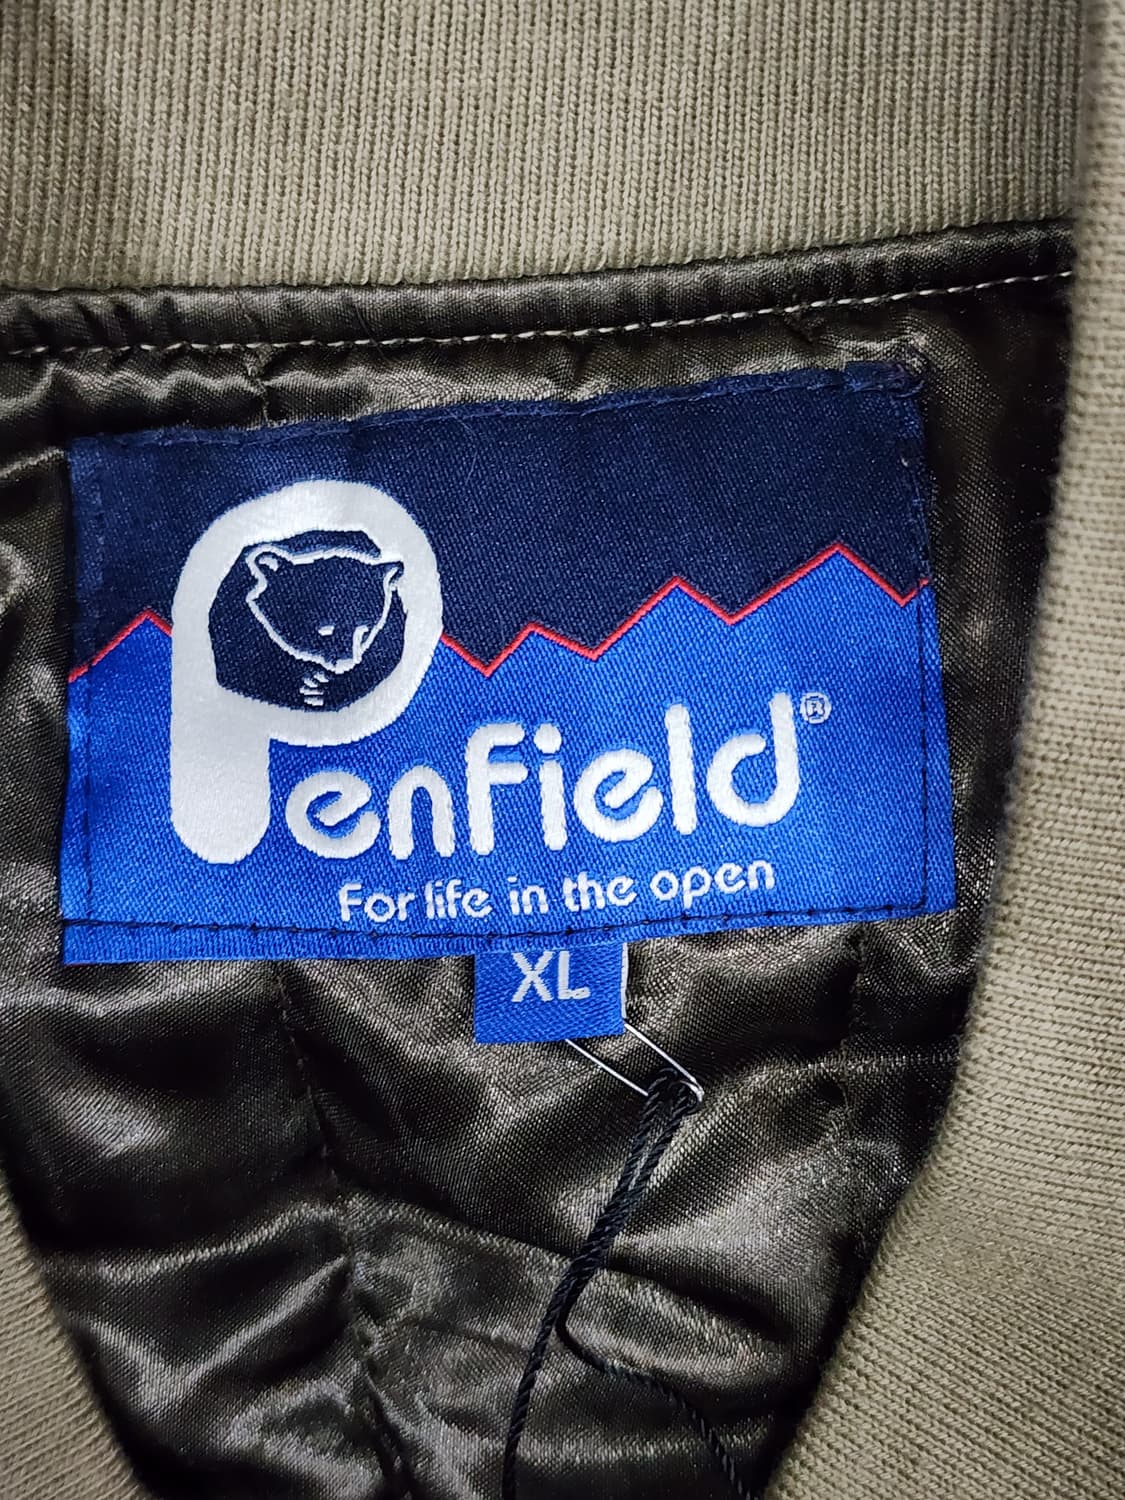 Penfield®
For life in the open
XL